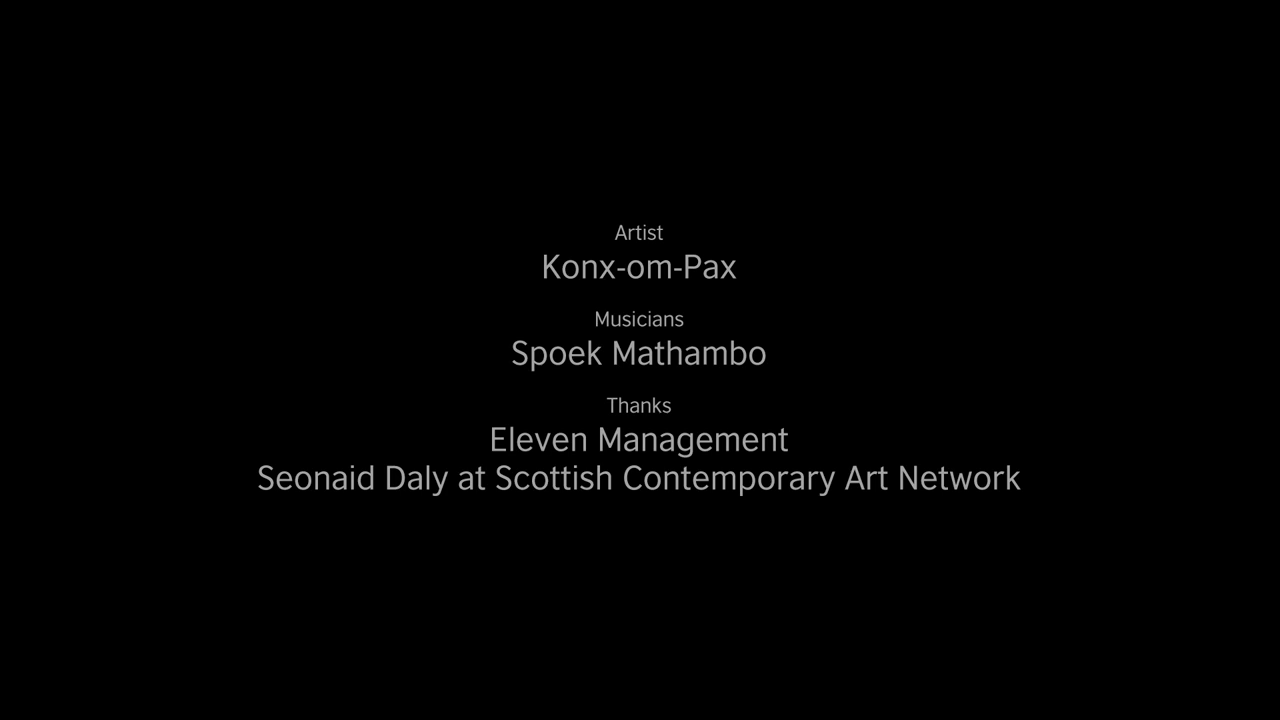 Artist
Konx-om-Pax
Musicians
Spoek Mathambo
Thanks
Eleven Management
Seonaid Daly at Scottish Contemporary Art Network